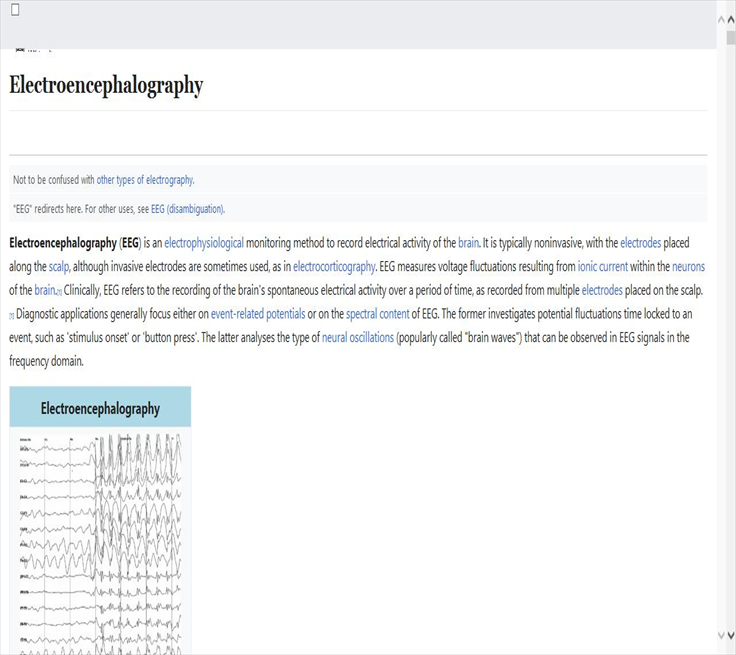 Electroencephalography
Not to be confused with other types of electrography.
"EEG" redirects here. For other uses, see EEG (disambiguation).
Electroencephalography (EEG) is an electrophysiological monitoring method to record electrical activity of the brain. It is typically noninvasive, with the electrodes placed
along the scalp, although invasive electrodes are sometimes used, as in electrocorticography. EEG measures voltage fluctuations resulting from ionic current within the neurons
of the brain.[1] Clinically, EEG refers to the recording of the brain's spontaneous electrical activity over a period of time, as recorded from multiple electrodes placed on the scalp.
[1] Diagnostic applications generally focus either on event-related potentials or on the spectral content of EEG. The former investigates potential fluctuations time locked to an
event, such as 'stimulus onset' or 'button press'. The latter analyses the type of neural oscillations (popularly called "brain waves") that can be observed in EEG signals in the
frequency domain.
Electroencephalography